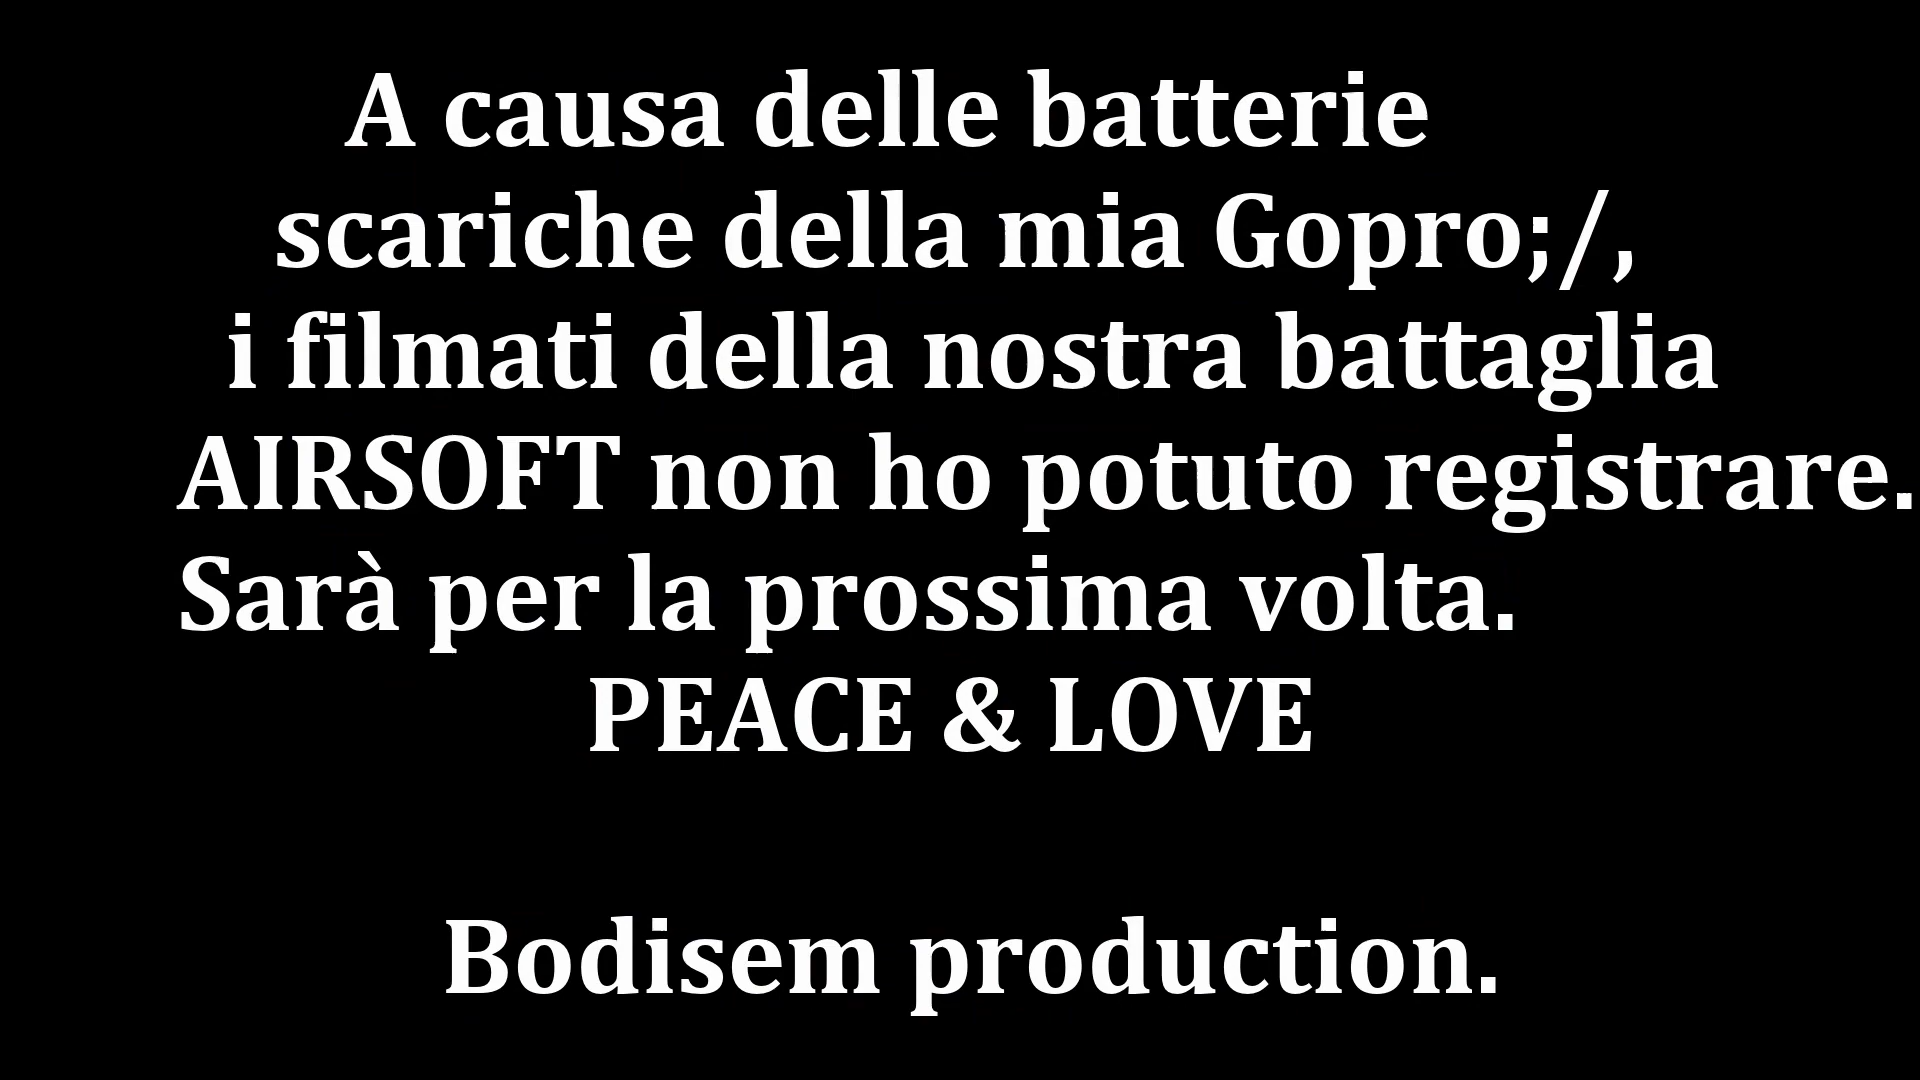 A causa delle batterie
scariche della mia Gopro;/,
i filmati della nostra battaglia
AIRSOFT non ho potuto registrare.
Sarà per la prossima volta.
PEACE & LOVE
Bodisem production.